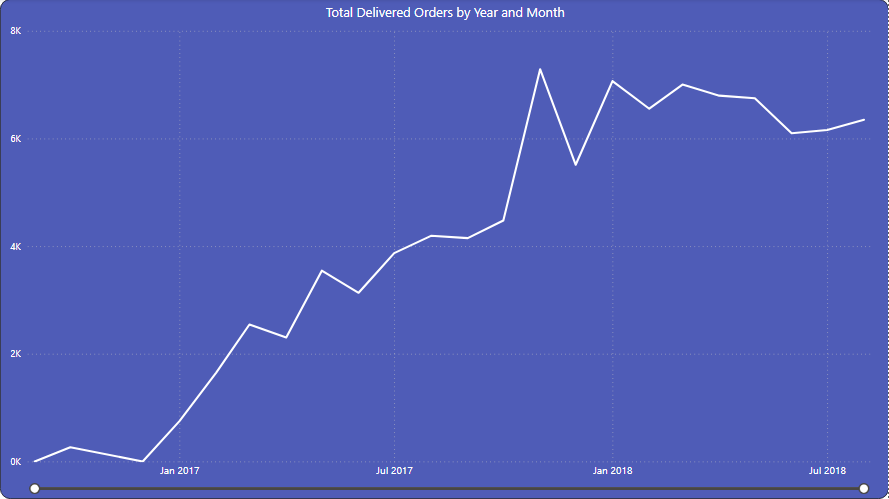 Total Delivered Orders by Year and Month
8K
6K
4K
2K
0K
Jan 2017
Jul 2017
Jan 2018
Jul 2018